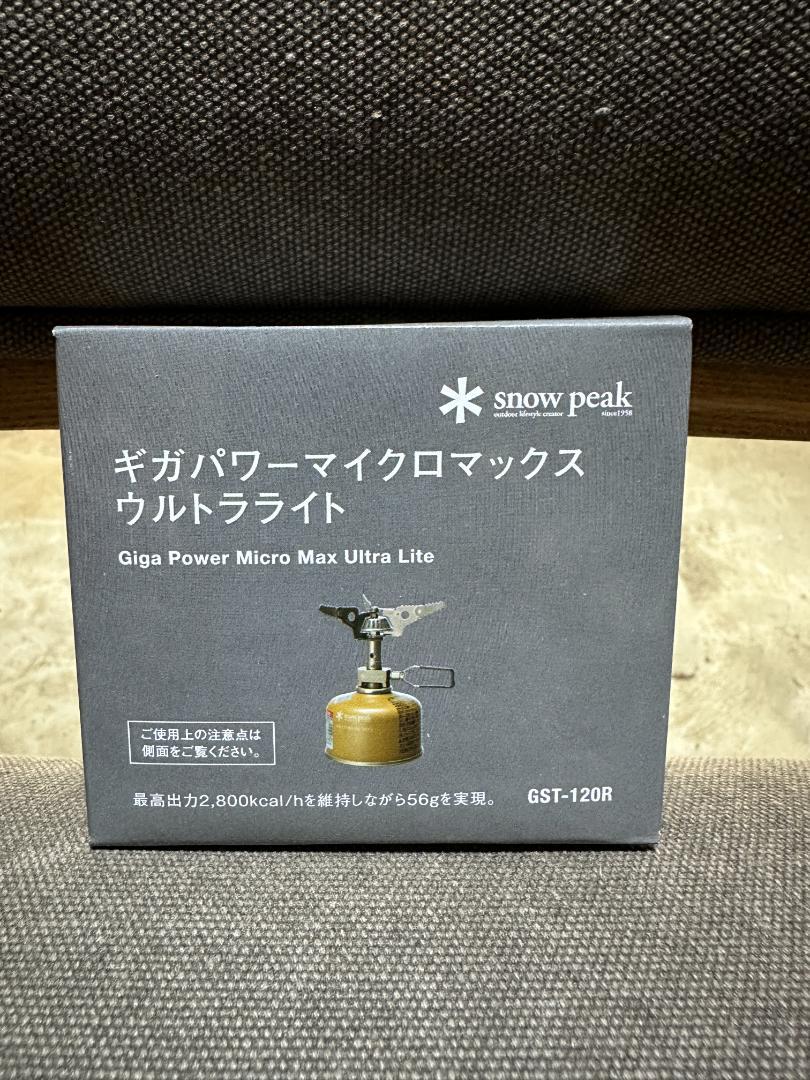 snow peak
outdoor lifestyle creator since1958
ギガパワーマイクロマックス
ウルトラライト
Giga Power Micro Max Ultra Lite
snow peak
ご使用上の注意点は
側面をご覧ください。
最高出力2,800kcal/hを維持しながら56gを実現。 GST-120R